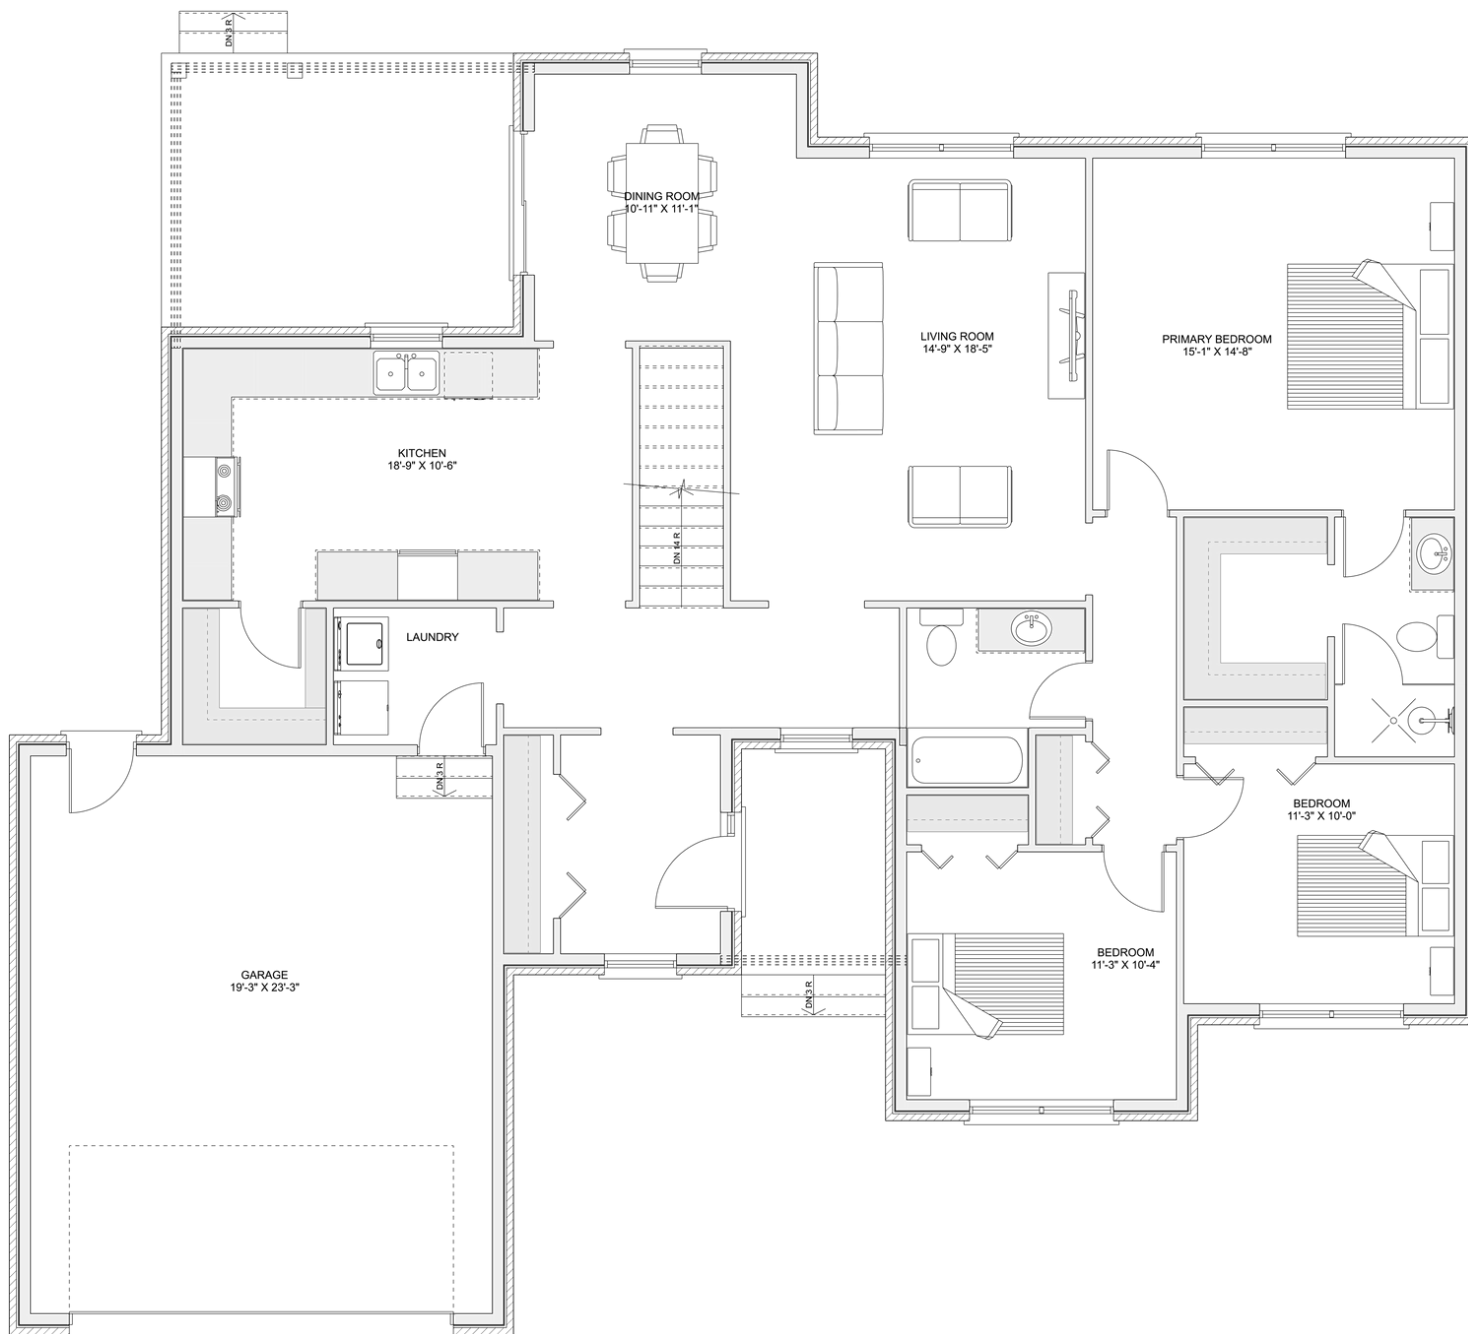 DN 3 R
DINING ROOM
10'-11" X 11'-1"
LIVING ROOM
14'-9" X 18'-5"
PRIMARY BEDROOM
15'-1" X 14'-8"
KITCHEN
18'-9" X 10'-6"
DN 14 R
LAUNDRY
DN 3 R
BEDROOM
11'-3" X 10'-0"
BEDROOM
11'-3" X 10'-4"
GARAGE
19'-3" X 23'-3"
DN 3 R